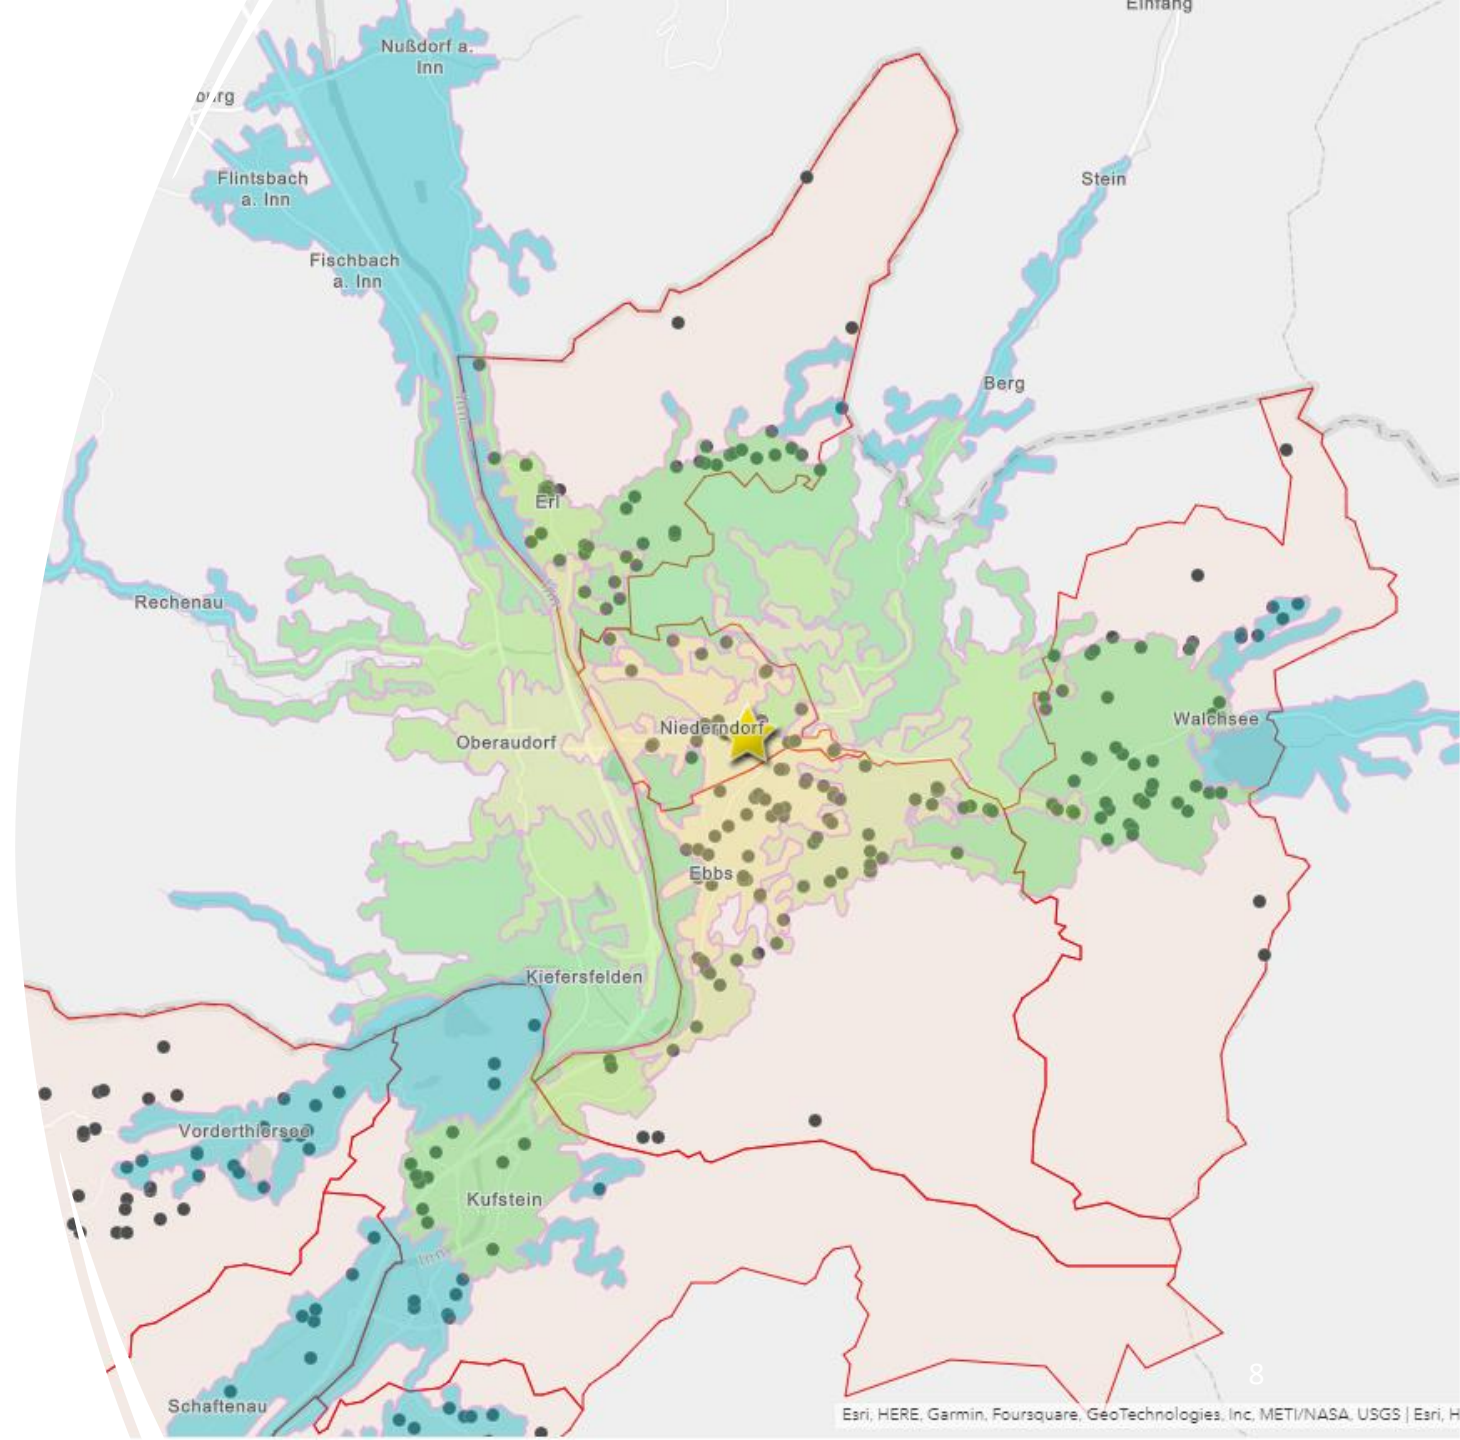 Einfang
Nußdorf a.
Inn
burg
Flintsbach
a. Inn
Stein
Fischbach
a. Inn
Berg
Inn
Erl
Inn
Rechenau
Walchsee
Niederndorf
Oberaudorf
Ebbs
Kiefersfelden
Vorderthiersee
Kufstein
Inn
8
Schaftenau
Esri, HERE, Garmin, Foursquare, GeoTechnologies, Inc, METI/NASA, USGS | Esri, H